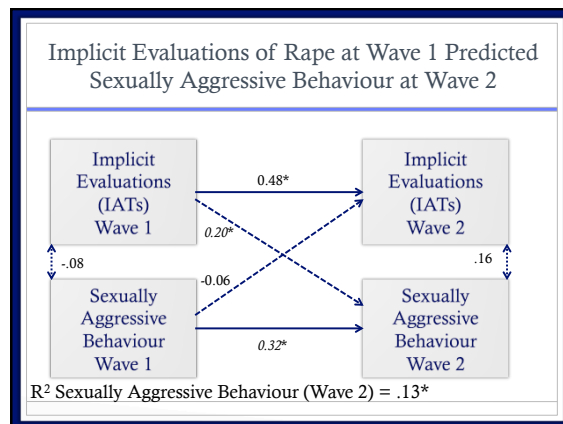 Implicit Evaluations of Rape at Wave 1 Predicted
Sexually Aggressive Behaviour at Wave 2
Implicit
Evaluations
(IATs)
Wave 1
0.48*
Implicit
Evaluations
(IATs)
Wave 2
0.20*
-.08
-0.06
.16
Sexually
Aggressive
Behaviour
Wave 1
0.32*
Sexually
Aggressive
Behaviour
Wave 2
R² Sexually Aggressive Behaviour (Wave 2) = .13*